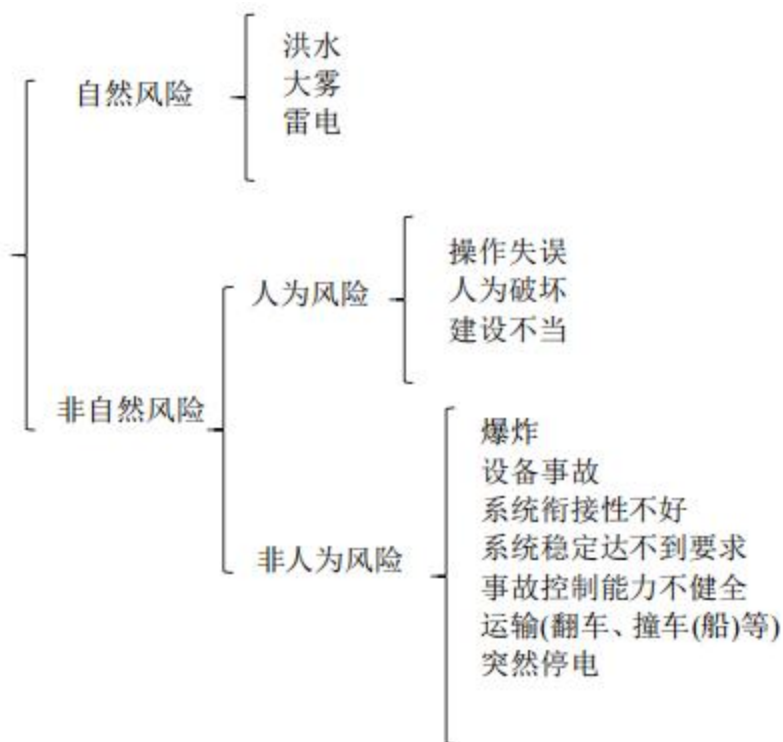 自然风险
洪水
大雾
雷电
非自然风险
人为风险
操作失误
人为破坏
建设不当
非人为风险
爆炸
设备事故
系统衔接性不好
系统稳定达不到要求
事故控制能力不健全
运输(翻车、撞车(船)等)
突然停电